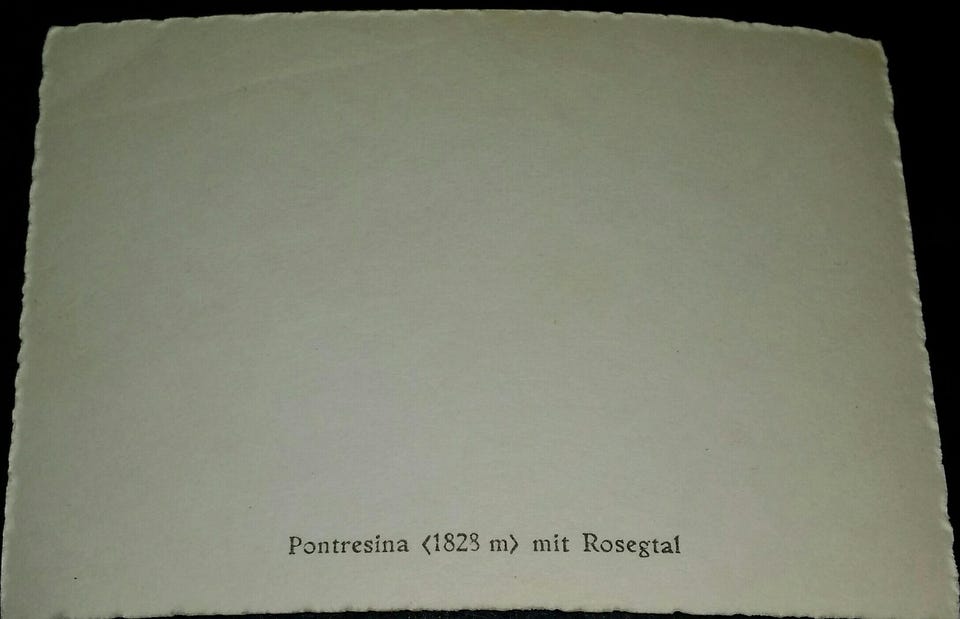 Pontresina ⟨1828 m⟩ mit Rosegtal